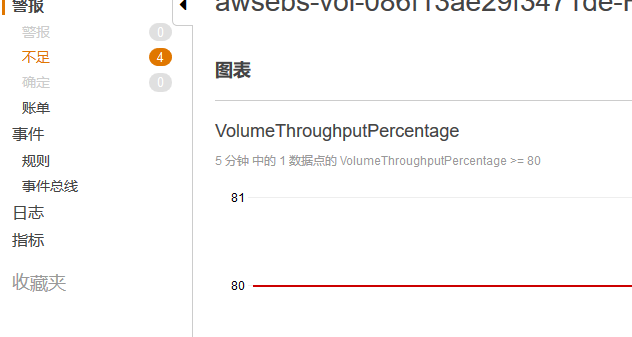 警报
警报 0
不足 4
确定 0
账单
事件
规则
事件总线
日志
指标
收藏夹
图表
VolumeThroughputPercentage
5 分钟 中的 1 数据点的 VolumeThroughputPercentage >= 80
81
80